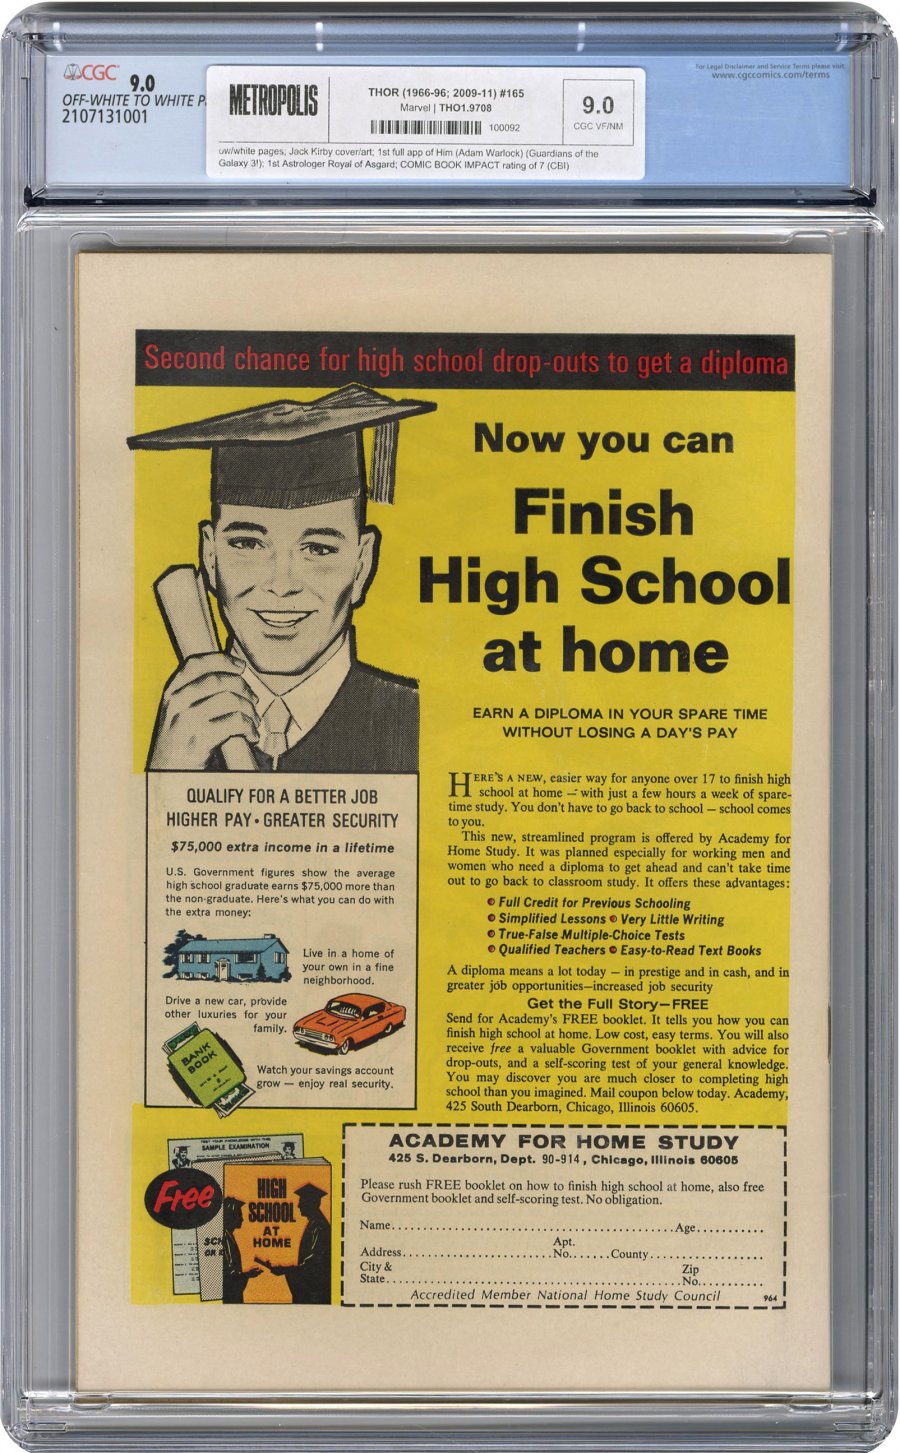 CGC 9.0
OFF-WHITE TO WHITE P
2107131001
METROPOLIS
THOR (1966-96; 2009-11) #165
Marvel | THO1.9708
100092
9.0
CGC VF/NM
ow/white pages; Jack Kirby cover/art; 1st full app of Him (Adam Warlock) (Guardians of the
Galaxy 3!); 1st Astrologer Royal of Asgard; COMIC BOOK IMPACT rating of 7 (CBI)
For Legal Disclaimer and Service Terms please visit:
www.cgccomics.com/terms
Second chance for high school drop-outs to get a diploma
Now you can
Finish
High School
at home
EARN A DIPLOMA IN YOUR SPARE TIME
WITHOUT LOSING A DAY'S PAY
HERE'S A NEW, easier way for anyone over 17 to finish high
school at home – with just a few hours a week of spare-
time study. You don't have to go back to school – school comes
to you.
This new, streamlined program is offered by Academy for
Home Study. It was planned especially for working men and
women who need a diploma to get ahead and can't take time
out to go back to classroom study. It offers these advantages:
Full Credit for Previous Schooling
Simplified Lessons • Very Little Writing
True-False Multiple-Choice Tests
Qualified Teachers • Easy-to-Read Text Books
A diploma means a lot today – in prestige and in cash, and in
greater job opportunities–increased job security
Get the Full Story–FREE
Send for Academy's FREE booklet. It tells you how you can
finish high school at home. Low cost, easy terms. You will also
receive free a valuable Government booklet with advice for
drop-outs, and a self-scoring test of your general knowledge.
You may discover you are much closer to completing high
school than you imagined. Mail coupon below today. Academy,
425 South Dearborn, Chicago, Illinois 60605.
QUALIFY FOR A BETTER JOB
HIGHER PAY • GREATER SECURITY
$75,000 extra income in a lifetime
U.S. Government figures show the average
high school graduate earns $75,000 more than
the non-graduate. Here's what you can do with
the extra money:
Live in a home of
your own in a fine
neighborhood.
Drive a new car, provide
other luxuries for your
family.
BANK
BOOK
Watch your savings account
grow — enjoy real security.
TEST YOUR KNOWLEDGE WITH THIS
SAMPLE EXAMINATION
Free
SCH
OR E
HIGH
SCHOOL
AT
HOME
ACADEMY FOR HOME STUDY
425 S. Dearborn, Dept. 90-914, Chicago, Illinois 60605
Please rush FREE booklet on how to finish high school at home, also free
Government booklet and self-scoring test. No obligation.
Name..........Age..........
Apt.
Address..........No.......County..........
City & Zip
State..........No..........
Accredited Member National Home Study Council 964